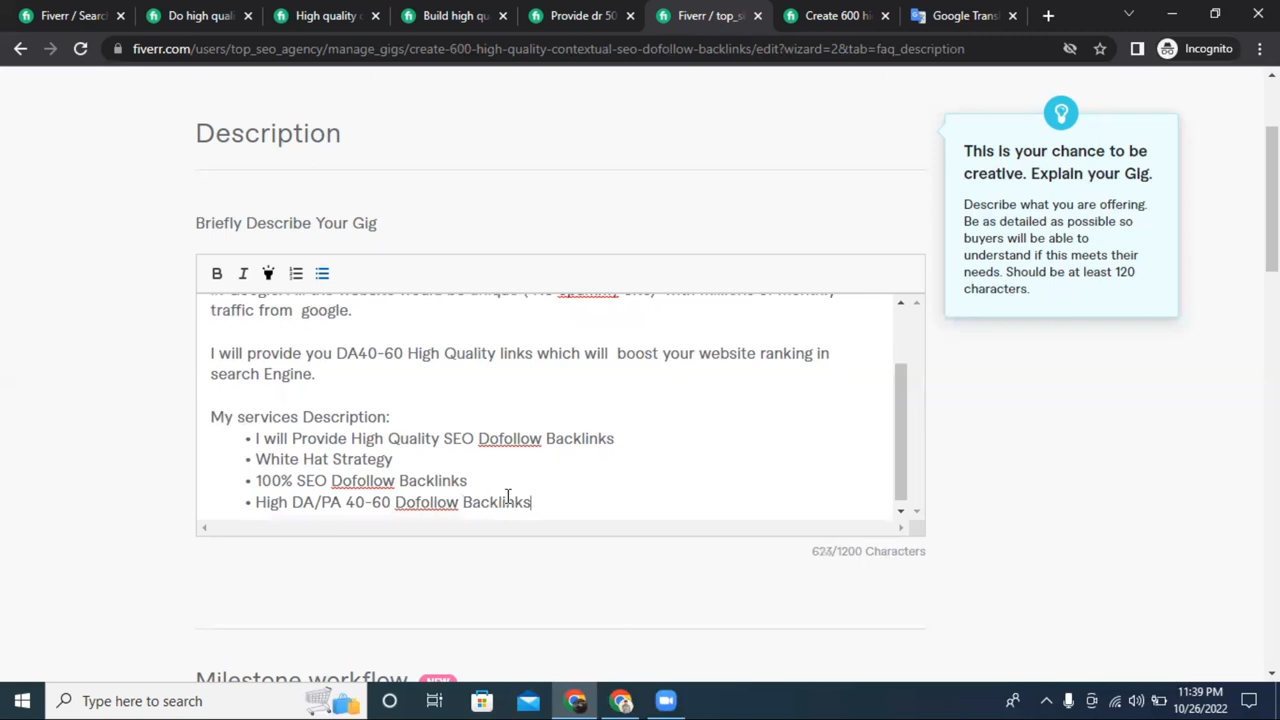 Fiverr / Searc
Do high quali
High quality c
Build high qu
Provide dr 50
Fiverr / top_s
Create 600 hi
Google Trans
fiverr.com/users/top_seo_agency/manage_gigs/create-600-high-quality-contextual-seo-dofollow-backlinks/edit?wizard=2&tab=faq_description
Incognito
Description
This is your chance to be
creative. Explain your Gig.
Describe what you are offering.
Be as detailed as possible so
buyers will be able to
understand if this meets their
needs. Should be at least 120
characters.
Briefly Describe Your Gig
B I
traffic from google.
I will provide you DA40-60 High Quality links which will boost your website ranking in
search Engine.
My services Description:
• I will Provide High Quality SEO Dofollow Backlinks
• White Hat Strategy
• 100% SEO Dofollow Backlinks
• High DA/PA 40-60 Dofollow Backlinks
623/1200 Characters
Milestone workflow NEW
Type here to search
11:39 PM
10/26/2022